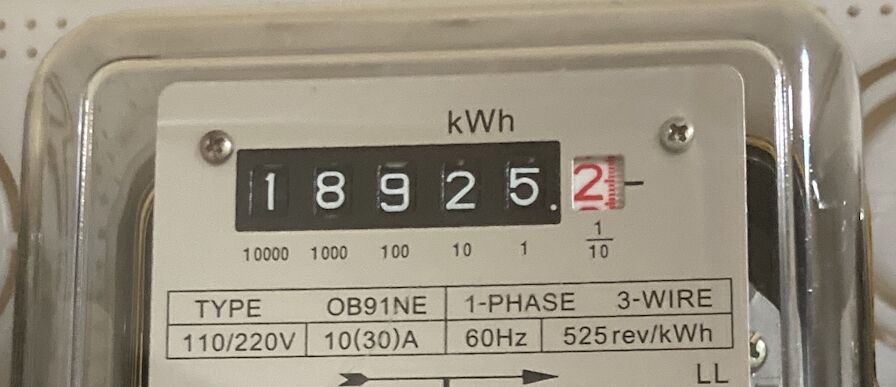 kWh
18925.2
10000 1000 100 10 1 1/10
TYPE OB91NE 1-PHASE 3-WIRE
110/220V 10(30)A 60Hz 525rev/kWh
LL